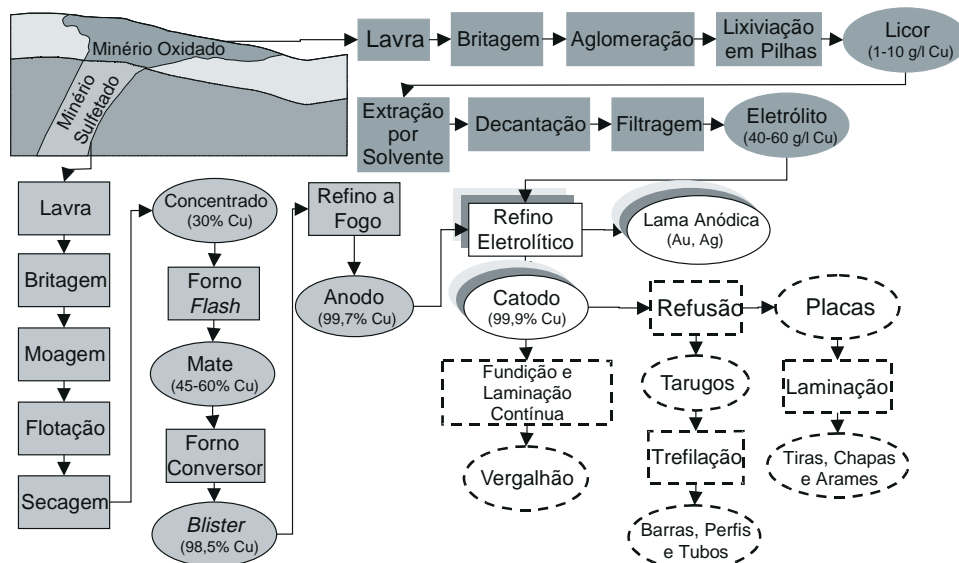 Minério Oxidado
Minério
Sulfetado
Lavra
Britagem
Aglomeração
Lixiviação
em Pilhas
Licor
(1-10 g/l Cu)
Extração
por
Solvente
Decantação
Filtragem
Eletrólito
(40-60 g/l Cu)
Lavra
Britagem
Moagem
Flotação
Secagem
Concentrado
(30% Cu)
Forno
Flash
Mate
(45-60% Cu)
Forno
Conversor
Blister
(98,5% Cu)
Refino a
Fogo
Anodo
(99,7% Cu)
Refino
Eletrolítico
Lama Anódica
(Au, Ag)
Catodo
(99,9% Cu)
Fundição e
Laminação
Contínua
Vergalhão
Refusão
Tarugos
Trefilação
Barras, Perfis
e Tubos
Placas
Laminação
Tiras, Chapas
e Arames